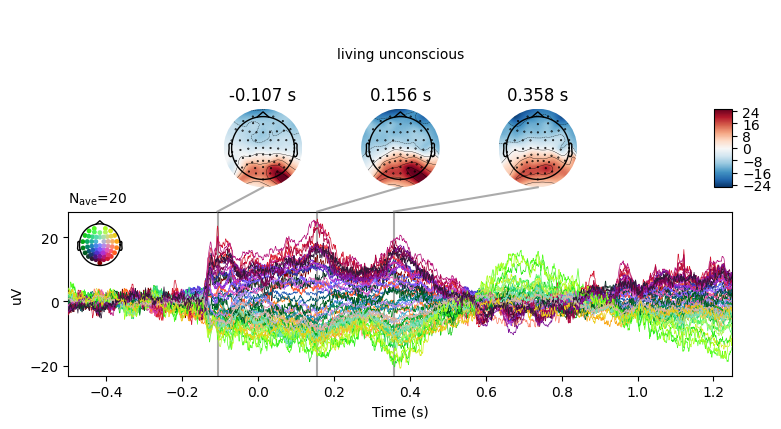 living unconscious
-0.107 s 0.156 s 0.358 s
24
16
8
0
−8
−16
−24
N_ave=20
20
0
−20
uV
−0.4 −0.2 0.0 0.2 0.4 0.6 0.8 1.0 1.2
Time (s)